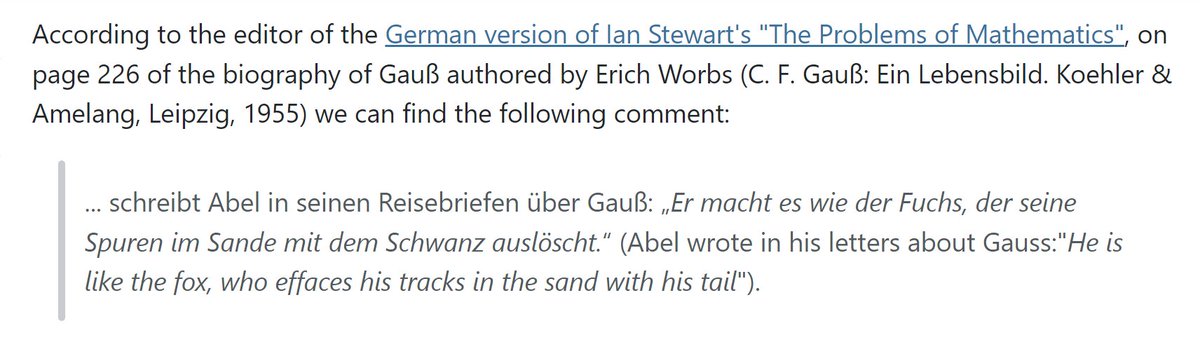 According to the editor of the German version of Ian Stewart's "The Problems of Mathematics", on
page 226 of the biography of Gauß authored by Erich Worbs (C. F. Gauß: Ein Lebensbild. Koehler &
Amelang, Leipzig, 1955) we can find the following comment:
... schreibt Abel in seinen Reisebriefen über Gauß: „Er macht es wie der Fuchs, der seine
Spuren im Sande mit dem Schwanz auslöscht.“ (Abel wrote in his letters about Gauss:"He is
like the fox, who effaces his tracks in the sand with his tail").